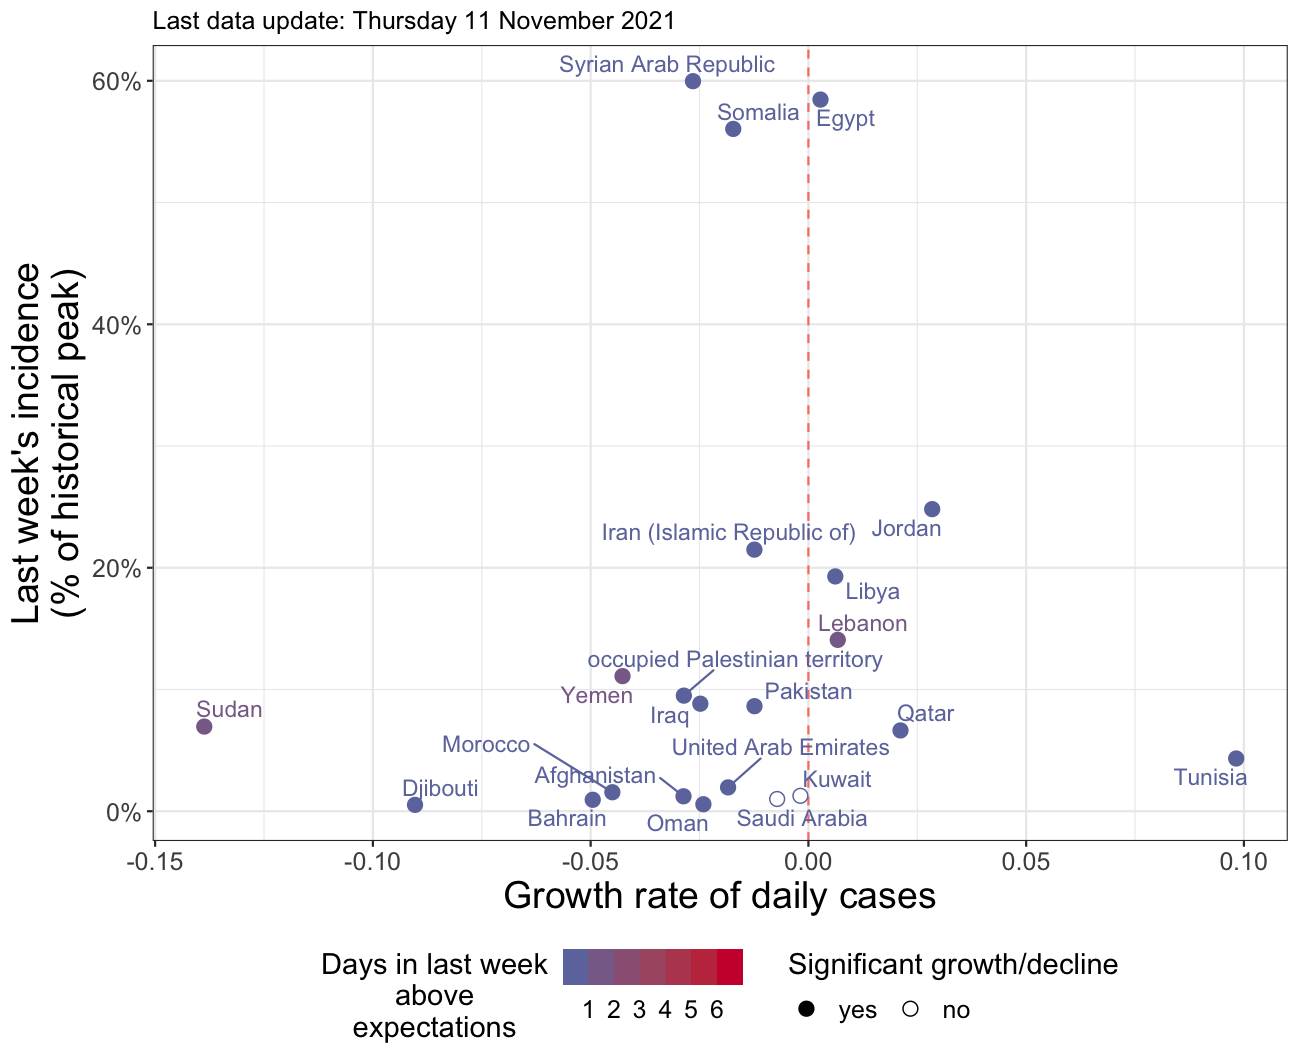 Last data update: Thursday 11 November 2021
Last week's incidence
(% of historical peak)
60%
40%
20%
0%
Syrian Arab Republic
Somalia
Egypt
Jordan
Iran (Islamic Republic of)
Libya
Lebanon
occupied Palestinian territory
Yemen
Pakistan
Sudan
Iraq
Qatar
Morocco
United Arab Emirates
Afghanistan
Kuwait
Tunisia
Djibouti
Bahrain
Oman
Saudi Arabia
-0.15
-0.10
-0.05
0.00
0.05
0.10
Growth rate of daily cases
Days in last week
above
expectations
1 2 3 4 5 6
Significant growth/decline
yes
no